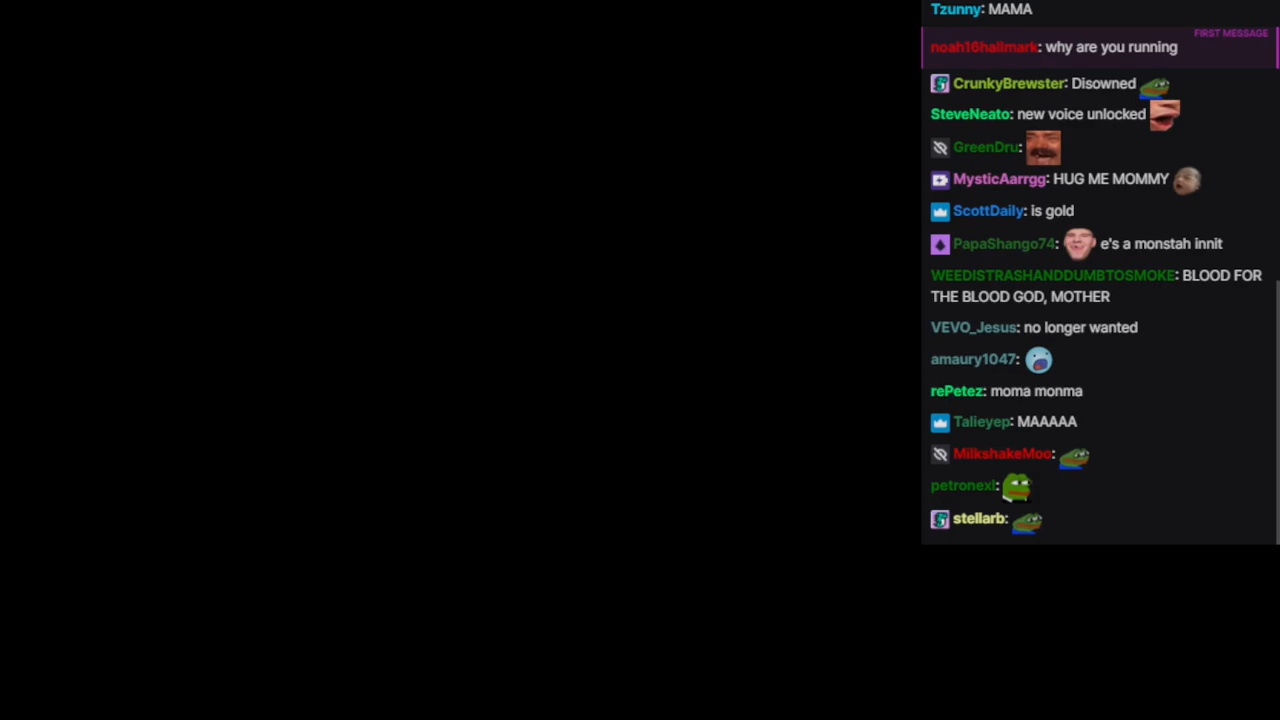 Tzunny: MAMA
FIRST MESSAGE
noah16hallmark: why are you running
CrunkyBrewster: Disowned
SteveNeato: new voice unlocked
GreenDru:
MysticAarrgg: HUG ME MOMMY
ScottDaily: is gold
PapaShango74: e's a monstah innit
WEEDISTRASHANDDUMBTOSMOKE: BLOOD FOR
THE BLOOD GOD, MOTHER
VEVO_Jesus: no longer wanted
amaury1047:
rePetez: moma monma
Talieyep: MAAAAA
MilkshakeMoo:
petronexl:
stellarb: